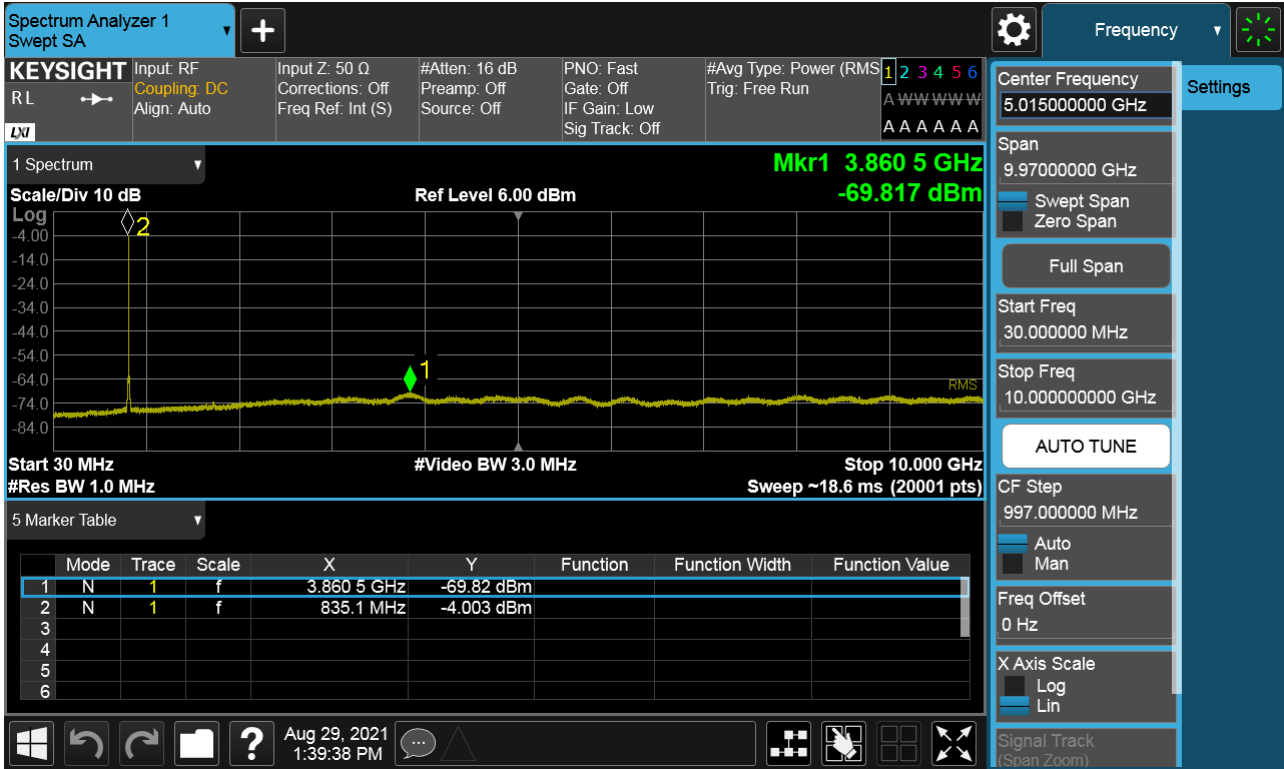 Spectrum Analyzer 1
Swept SA
Frequency
KEYSIGHT
R L
LXI
Input: RF
Coupling: DC
Align: Auto
Input Z: 50 Ω
Corrections: Off
Freq Ref: Int (S)
#Atten: 16 dB
Preamp: Off
Source: Off
PNO: Fast
Gate: Off
IF Gain: Low
Sig Track: Off
#Avg Type: Power (RMS
Trig: Free Run
1 2 3 4 5 6
A W W W W W
A A A A A A
1 Spectrum
Mkr1 3.860 5 GHz
-69.817 dBm
Scale/Div 10 dB
Ref Level 6.00 dBm
Log
-4.00
-14.0
-24.0
-34.0
-44.0
-54.0
-64.0
-74.0
-84.0
2
1
RMS
Start 30 MHz
#Video BW 3.0 MHz
Stop 10.000 GHz
#Res BW 1.0 MHz
Sweep ~18.6 ms (20001 pts)
5 Marker Table
Mode Trace Scale X Y Function Function Width Function Value
1 N 1 f 3.860 5 GHz -69.82 dBm
2 N 1 f 835.1 MHz -4.003 dBm
3
4
5
6
Aug 29, 2021
1:39:38 PM
Center Frequency
5.015000000 GHz
Settings
Span
9.97000000 GHz
Swept Span
Zero Span
Full Span
Start Freq
30.000000 MHz
Stop Freq
10.000000000 GHz
AUTO TUNE
CF Step
997.000000 MHz
Auto
Man
Freq Offset
0 Hz
X Axis Scale
Log
Lin
Signal Track
(Span Zoom)